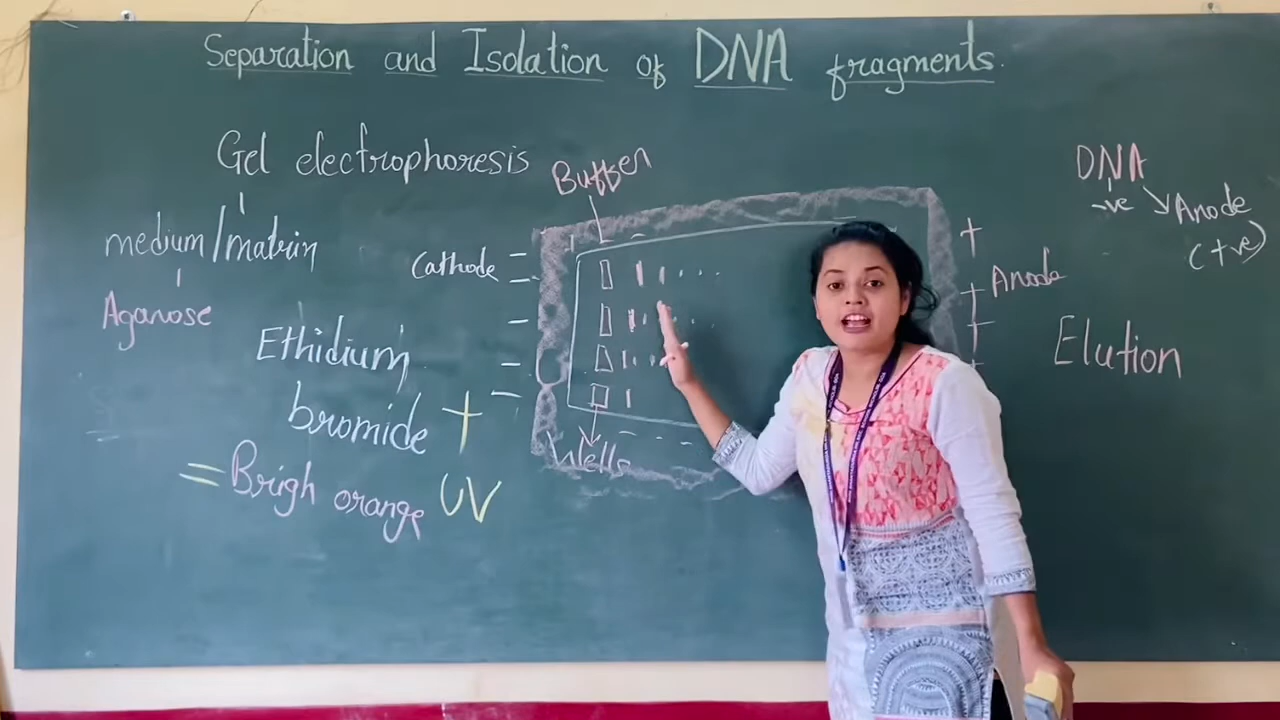 Separation and Isolation of DNA fragments.
Gel electrophoresis
medium/matrix
Agarose
Ethidium
bromide +
UV
= Brigh orange
Buffer
Cathode
Wells
Anode
DNA
-ve
Anode
(+ve)
Elution